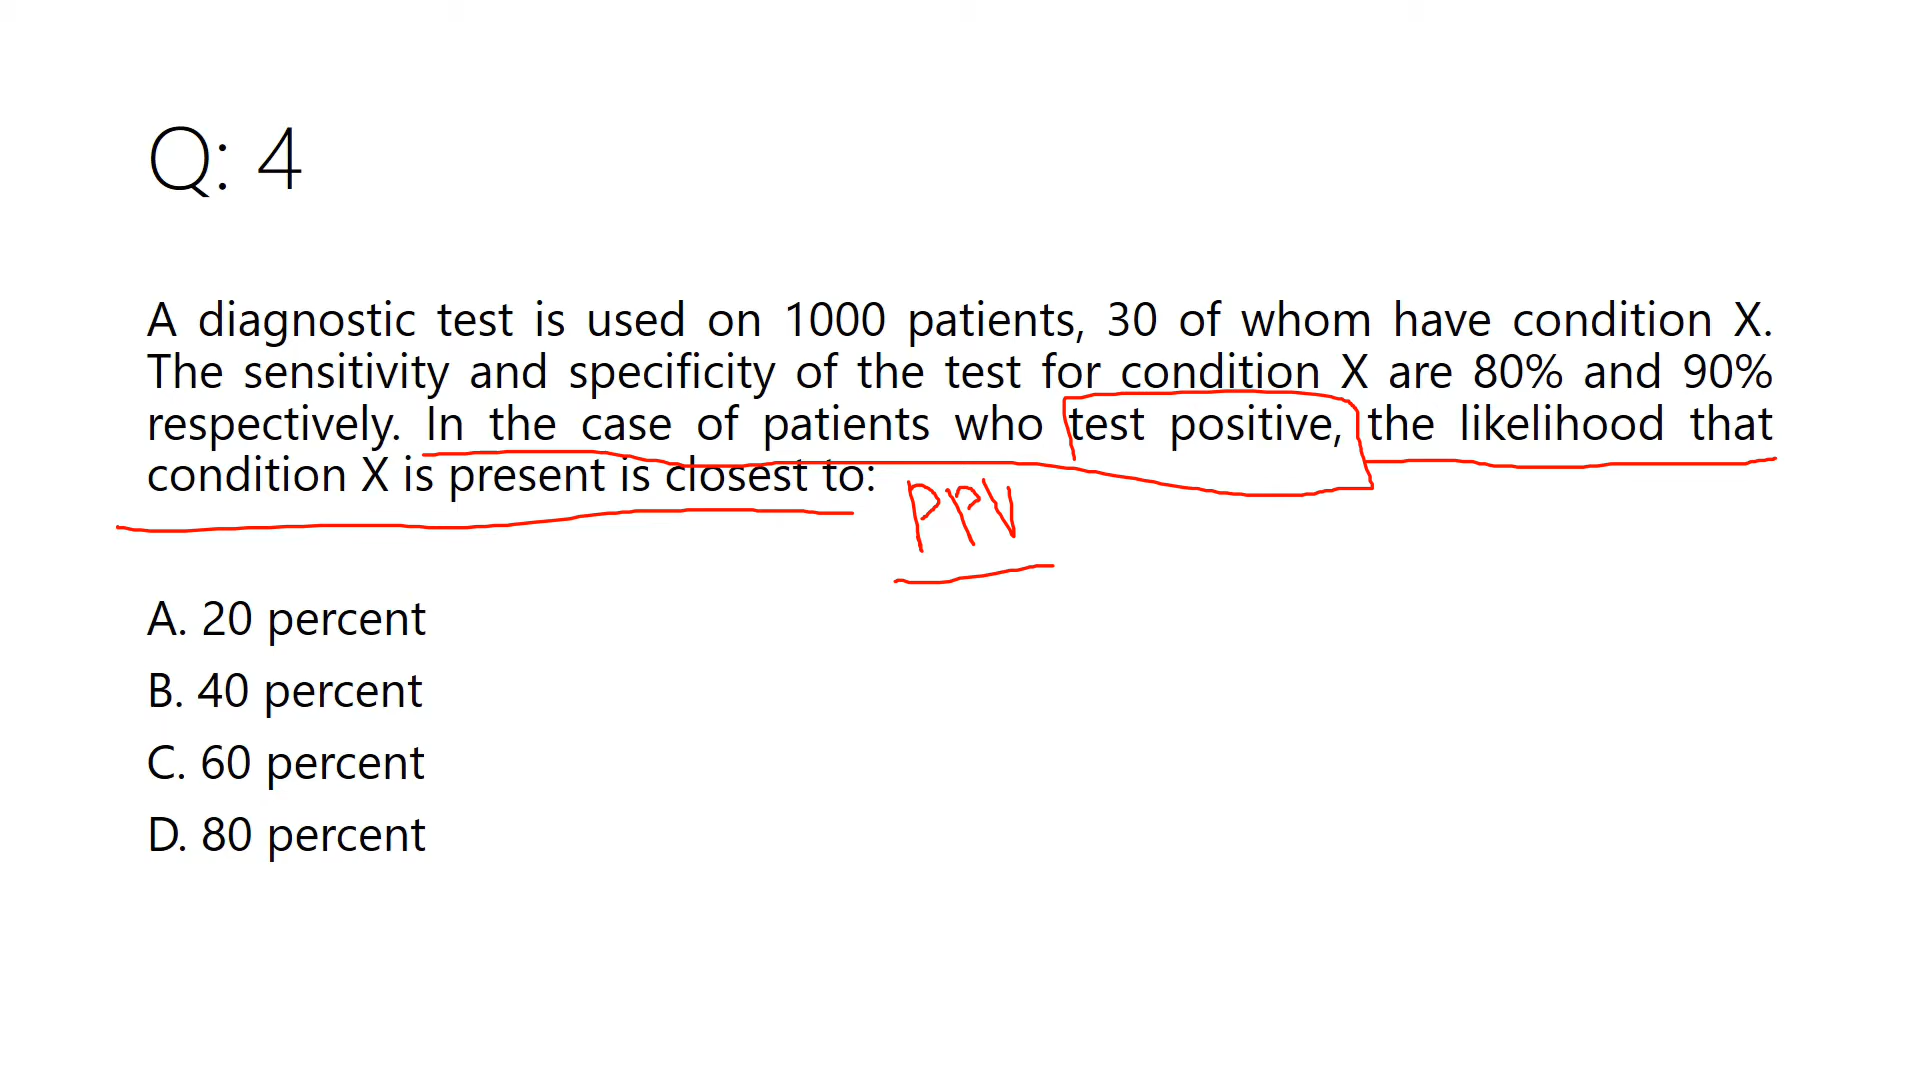 Q: 4
A diagnostic test is used on 1000 patients, 30 of whom have condition X.
The sensitivity and specificity of the test for condition X are 80% and 90%
respectively. In the case of patients who test positive, the likelihood that
condition X is present is closest to:
PPV
A. 20 percent
B. 40 percent
C. 60 percent
D. 80 percent